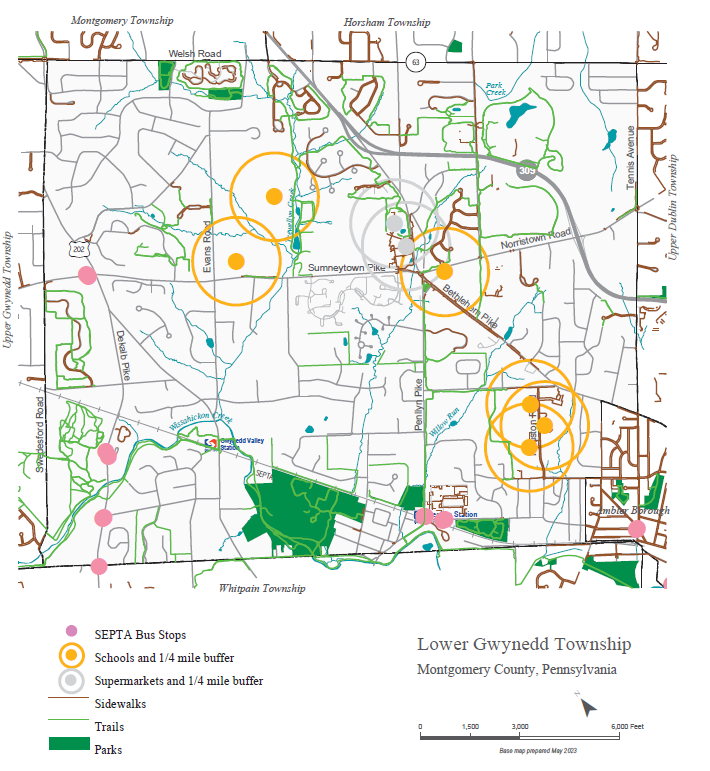 Montgomery Township
Horsham Township
Welsh Road
63
Park
Creek
Tennis Avenue
309
Upper Dublin Township
Evans Road
202
Norristown Road
Sumneytown Pike
Bethlehem Pike
Upper Gwynedd Township
Dekalb Pike
Penllyn Pike
Swedesford Road
Wissahickon Creek
Willow Run
Gwynedd Valley
Station
SEPTA
Station
Ambler Borough
Whitpain Township
SEPTA Bus Stops
Schools and 1/4 mile buffer
Supermarkets and 1/4 mile buffer
Sidewalks
Trails
Parks
Lower Gwynedd Township
Montgomery County, Pennsylvania
0 1,500 3,000 6,000 Feet
Base map prepared May 2023